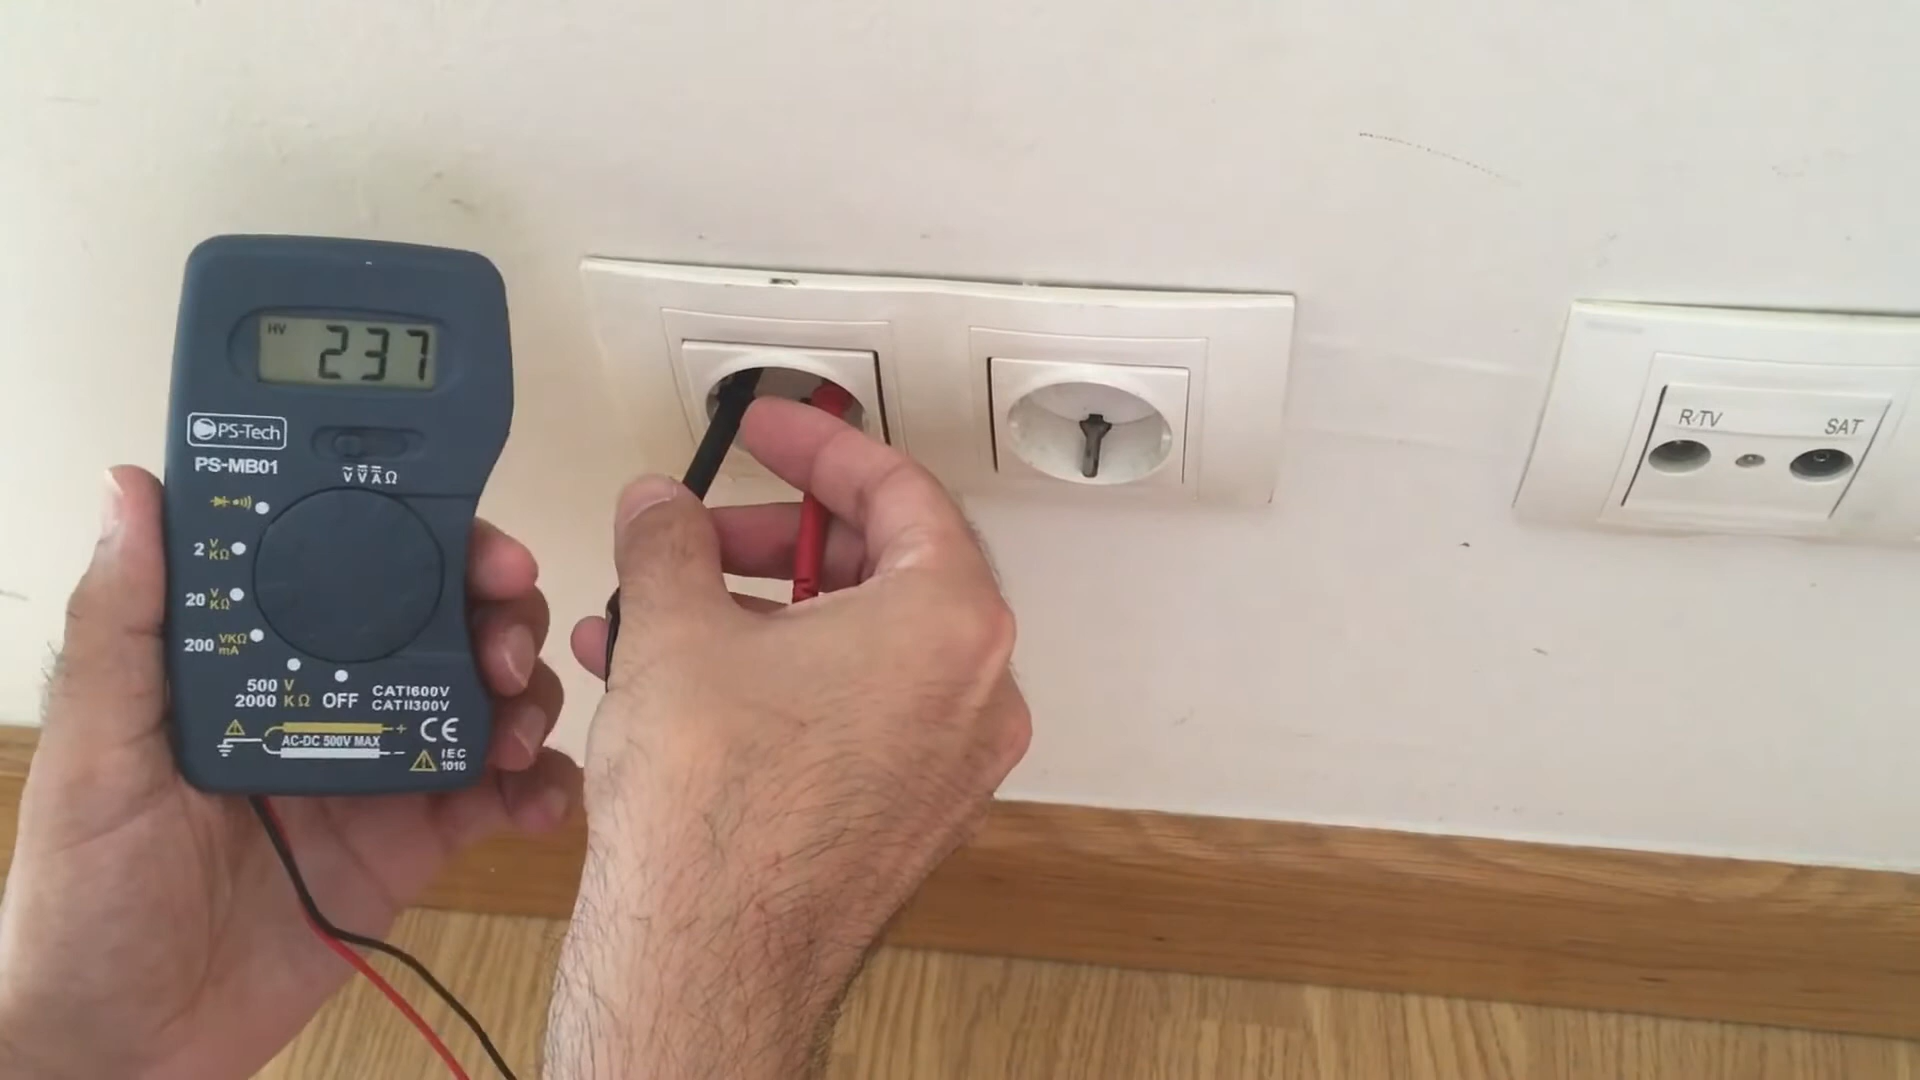 HV
237
PS-Tech
PS-MB01
V V A Ω
2 V KΩ
20 V KΩ
200 VKΩ mA
500 V
2000 KΩ
OFF
CATI600V
CATII300V
AC-DC 500V MAX
+
−
CE
IEC
1010
R/TV
SAT